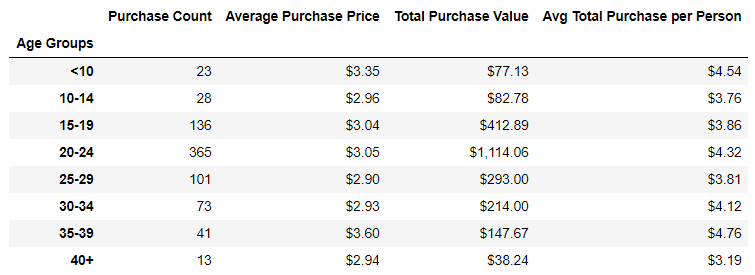 Purchase Count Average Purchase Price Total Purchase Value Avg Total Purchase per Person
Age Groups
<10 23 $3.35 $77.13 $4.54
10-14 28 $2.96 $82.78 $3.76
15-19 136 $3.04 $412.89 $3.86
20-24 365 $3.05 $1,114.06 $4.32
25-29 101 $2.90 $293.00 $3.81
30-34 73 $2.93 $214.00 $4.12
35-39 41 $3.60 $147.67 $4.76
40+ 13 $2.94 $38.24 $3.19